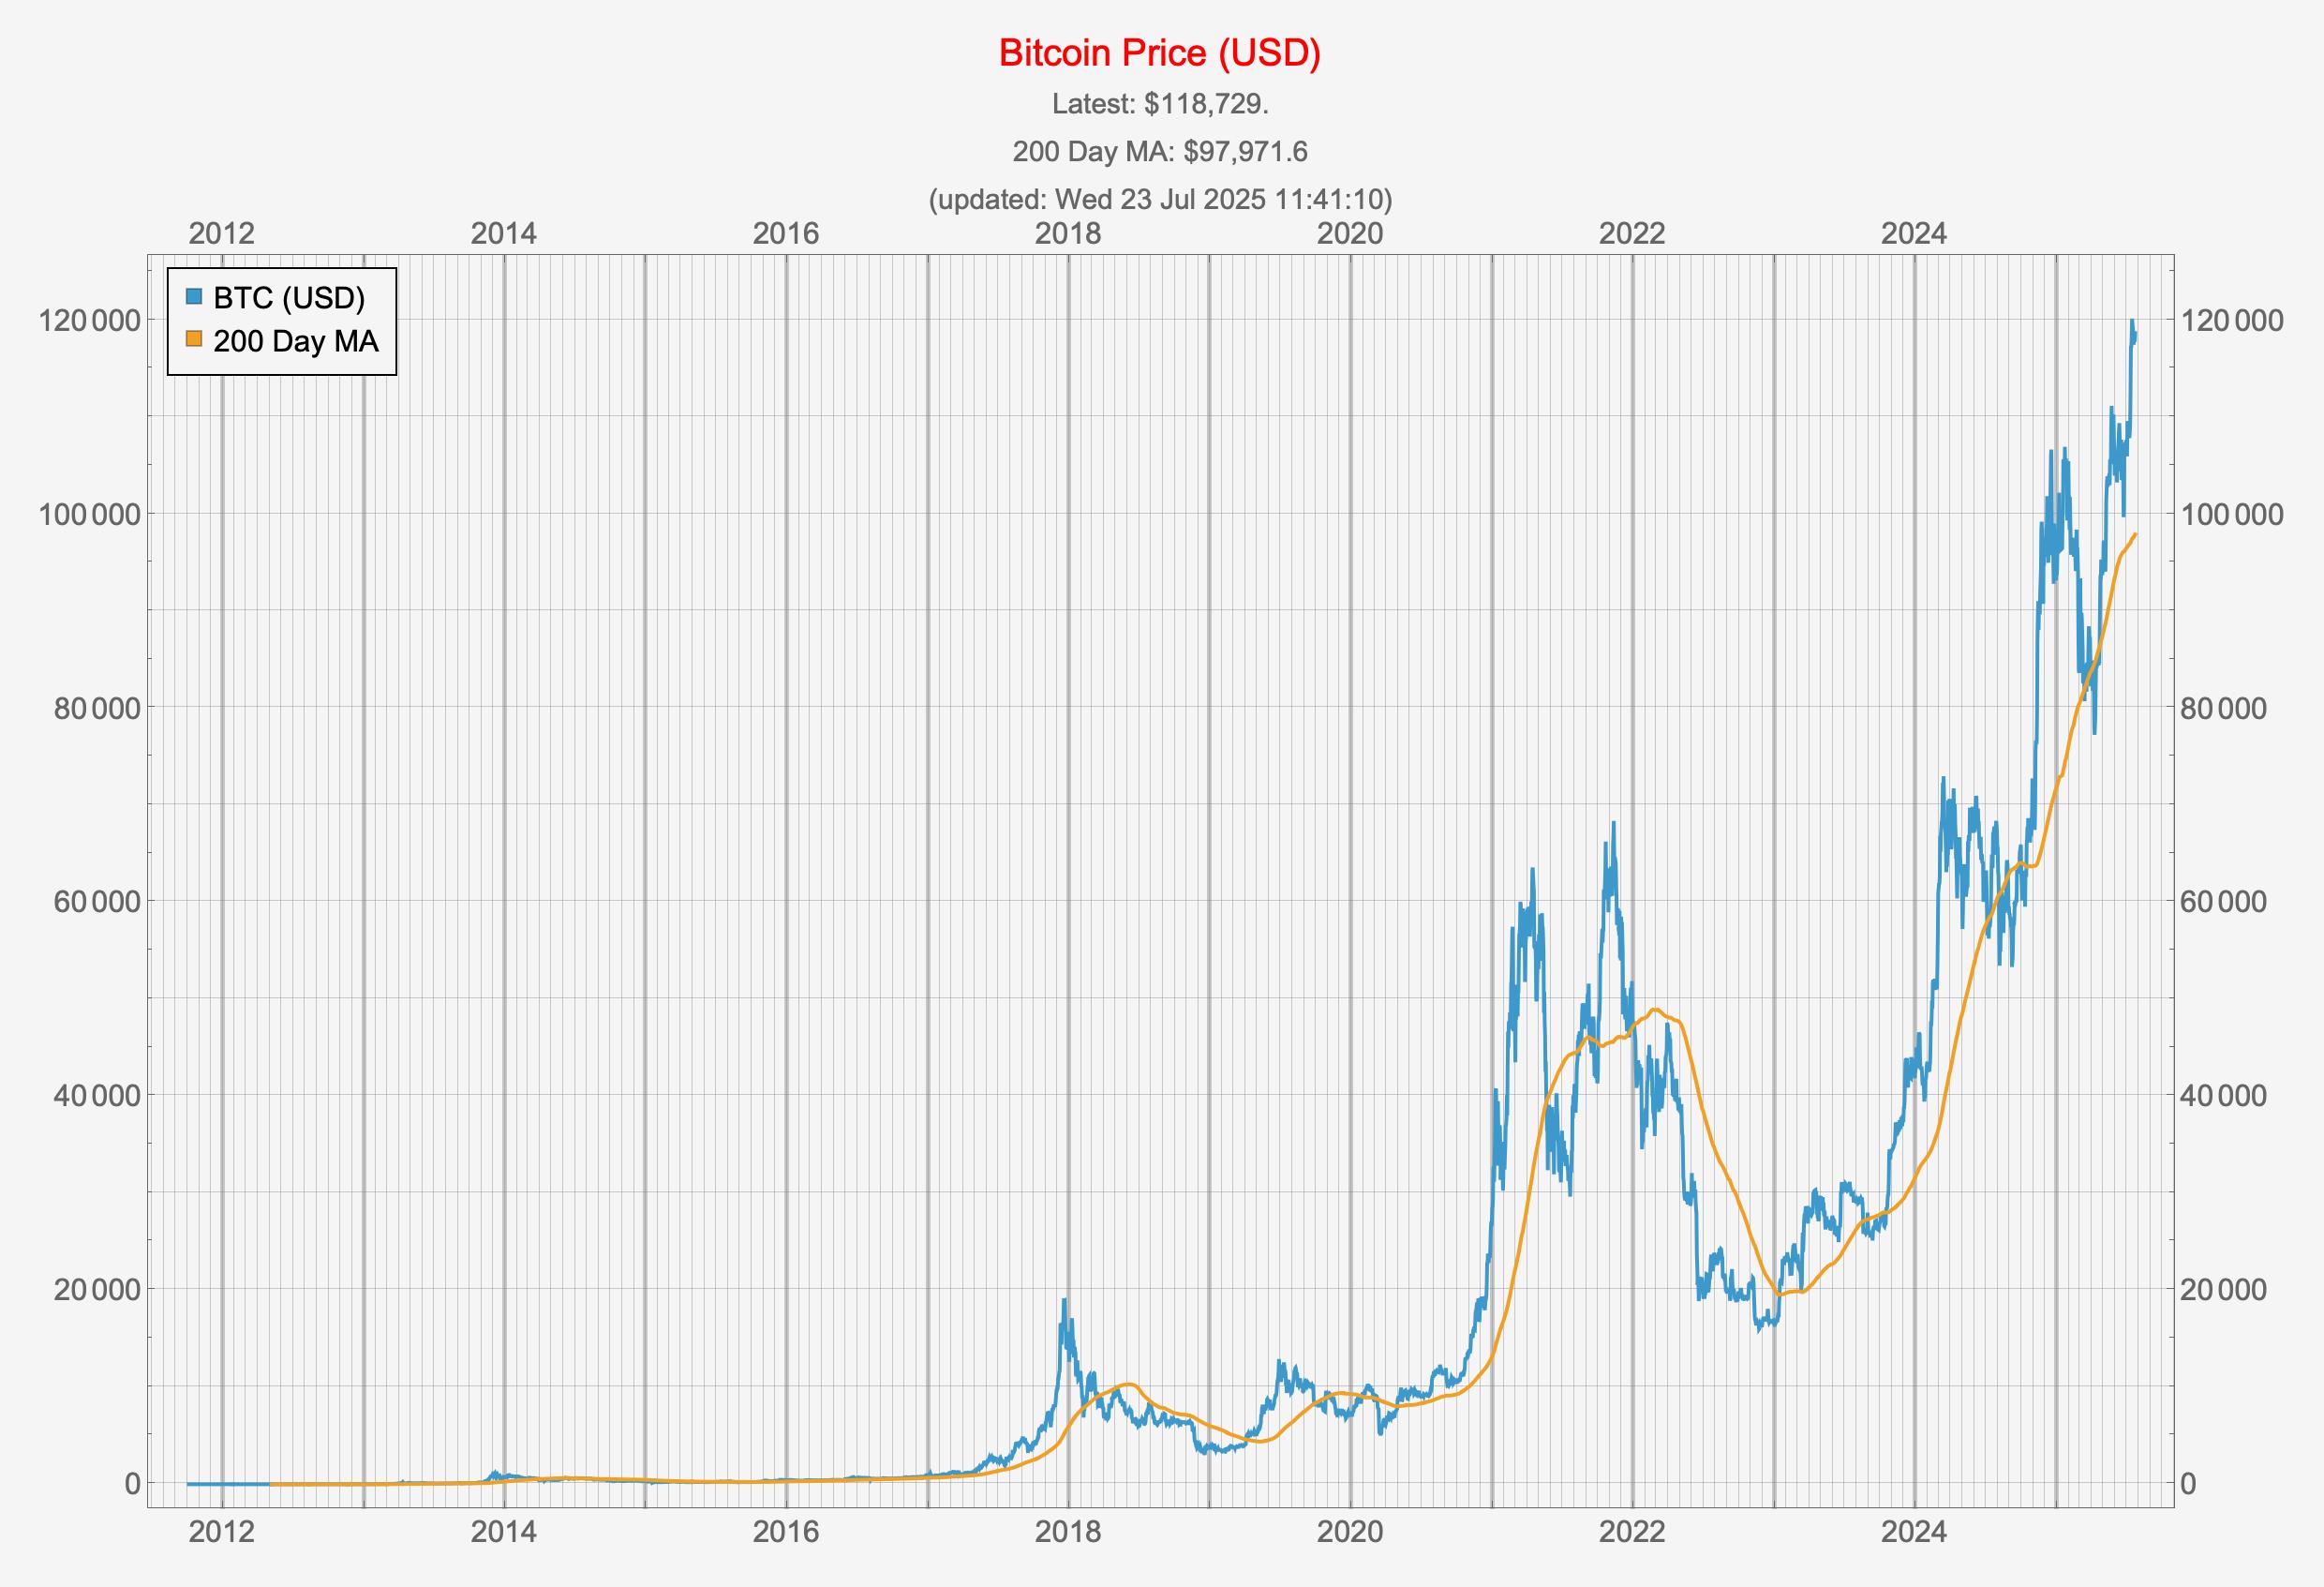 Bitcoin Price (USD)
Latest: $118,729.
200 Day MA: $97,971.6
(updated: Wed 23 Jul 2025 11:41:10)
2012 2014 2016 2018 2020 2022 2024
BTC (USD)
200 Day MA
120 000 120 000
100 000 100 000
80 000 80 000
60 000 60 000
40 000 40 000
20 000 20 000
0 0
2012 2014 2016 2018 2020 2022 2024